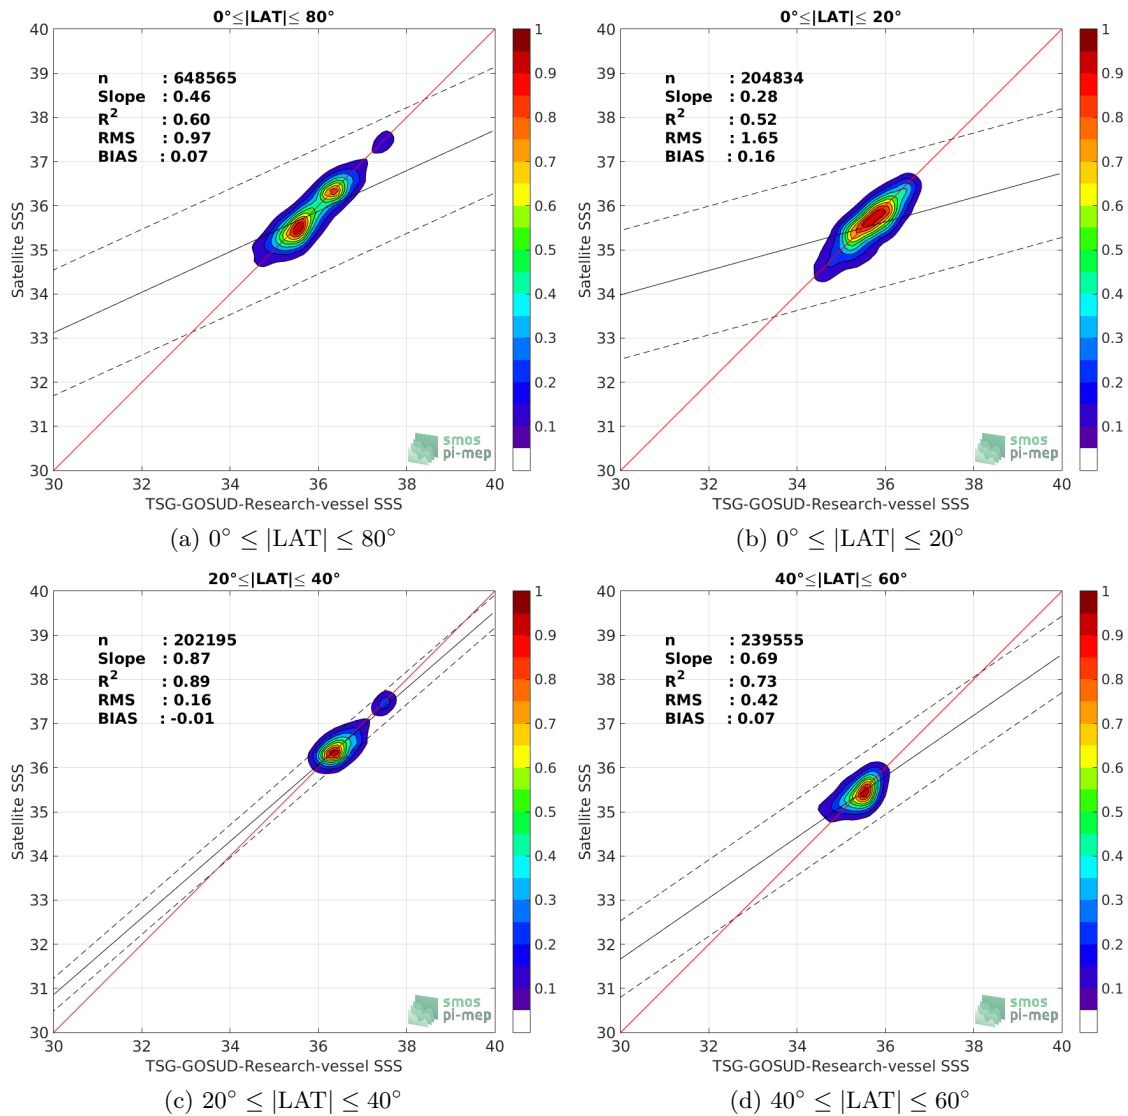 0°≤|LAT|≤ 80°
40
39
38
37
36
35
34
33
32
31
30
Satellite SSS
n : 648565
Slope : 0.46
R² : 0.60
RMS : 0.97
BIAS : 0.07
smos
pi-mep
30 32 34 36 38 40
TSG-GOSUD-Research-vessel SSS
1
0.9
0.8
0.7
0.6
0.5
0.4
0.3
0.2
0.1
(a) 0° ≤ |LAT| ≤ 80°
0°≤|LAT|≤ 20°
40
39
38
37
36
35
34
33
32
31
30
Satellite SSS
n : 204834
Slope : 0.28
R² : 0.52
RMS : 1.65
BIAS : 0.16
smos
pi-mep
30 32 34 36 38 40
TSG-GOSUD-Research-vessel SSS
1
0.9
0.8
0.7
0.6
0.5
0.4
0.3
0.2
0.1
(b) 0° ≤ |LAT| ≤ 20°
20°≤|LAT|≤ 40°
40
39
38
37
36
35
34
33
32
31
30
Satellite SSS
n : 202195
Slope : 0.87
R² : 0.89
RMS : 0.16
BIAS : -0.01
smos
pi-mep
30 32 34 36 38 40
TSG-GOSUD-Research-vessel SSS
1
0.9
0.8
0.7
0.6
0.5
0.4
0.3
0.2
0.1
(c) 20° ≤ |LAT| ≤ 40°
40°≤|LAT|≤ 60°
40
39
38
37
36
35
34
33
32
31
30
Satellite SSS
n : 239555
Slope : 0.69
R² : 0.73
RMS : 0.42
BIAS : 0.07
smos
pi-mep
30 32 34 36 38 40
TSG-GOSUD-Research-vessel SSS
1
0.9
0.8
0.7
0.6
0.5
0.4
0.3
0.2
0.1
(d) 40° ≤ |LAT| ≤ 60°